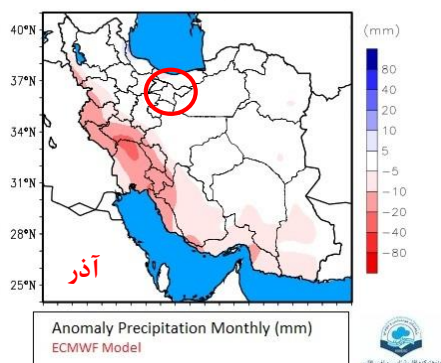 (mm)
41°N
37°N
34°N
31°N
28°N
25°N
80
40
20
10
5
-5
-10
-20
-40
-80
آذر
Anomaly Precipitation Monthly (mm)
ECMWF Model